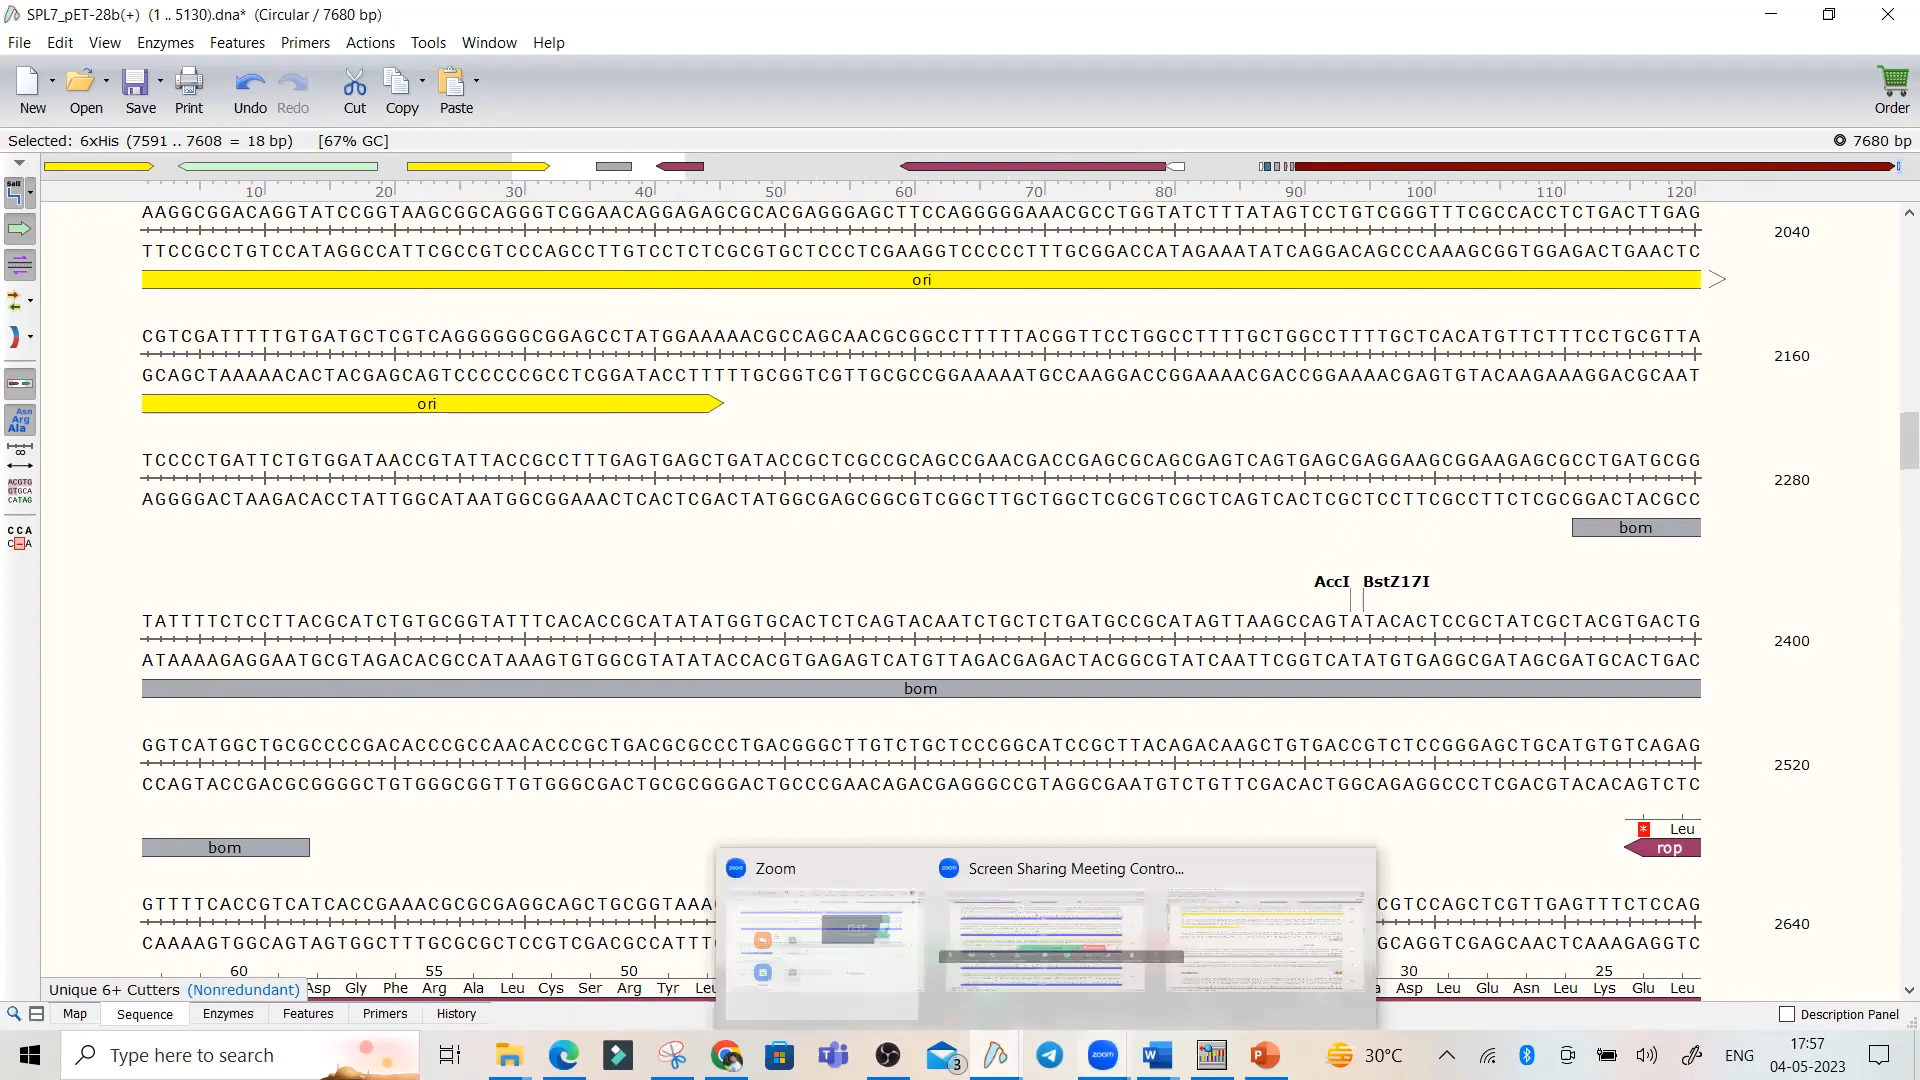 SPL7_pET-28b(+) (1 .. 5130).dna* (Circular / 7680 bp)
File Edit View Enzymes Features Primers Actions Tools Window Help
New Open Save Print Undo Redo Cut Copy Paste Order
Selected: 6xHis (7591 .. 7608 = 18 bp) [67% GC] 7680 bp
10 20 30 40 50 60 70 80 90 100 110 120
AAGGCGGACAGGTATCCGGTAAGCGGCAGGGTCGGAACAGGAGAGCGCACGAGGGAGCTTCCAGGGGGAAACGCCTGGTATCTTTATAGTCCTGTCGGGTTTCGCCACCTCTGACTTGAG
2040
TTCCGCCTGTCCATAGGCCATTCGCCGTCCCAGCCTTGTCCTCTCGCGTGCTCCCTCGAAGGTCCCCCTTTGCGGACCATAGAAATATCAGGACAGCCCAAAGCGGTGGAGACTGAACTC
ori
CGTCGATTTTTGTGATGCTCGTCAGGGGGGCGGAGCCTATGGAAAAACGCCAGCAACGCGGCCTTTTTACGGTTCCTGGCCTTTTGCTGGCCTTTTGCTCACATGTTCTTTCCTGCGTTA
2160
GCAGCTAAAAACACTACGAGCAGTCCCCCCGCCTCGGATACCTTTTTGCGGTCGTTGCGCCGGAAAAATGCCAAGGACCGGAAAACGACCGGAAAACGAGTGTACAAGAAAGGACGCAAT
ori
TCCCCTGATTCTGTGGATAACCGTATTACCGCCTTTGAGTGAGCTGATACCGCTCGCCGCAGCCGAACGACCGAGCGCAGCGAGTCAGTGAGCGAGGAAGCGGAAGAGCGCCTGATGCGG
2280
AGGGGACTAAGACACCTATTGGCATAATGGCGGAAACTCACTCGACTATGGCGAGCGGCGTCGGCTTGCTGGCTCGCGTCGCTCAGTCACTCGCTCCTTCGCCTTCTCGCGGACTACGCC
bom
AccI BstZ17I
TATTTTCTCCTTACGCATCTGTGCGGTATTTCACACCGCATATATGGTGCACTCTCAGTACAATCTGCTCTGATGCCGCATAGTTAAGCCAGTATACACTCCGCTATCGCTACGTGACTG
2400
ATAAAAGAGGAATGCGTAGACACGCCATAAAGTGTGGCGTATATACCACGTGAGAGTCATGTTAGACGAGACTACGGCGTATCAATTCGGTCATATGTGAGGCGATAGCGATGCACTGAC
bom
GGTCATGGCTGCGCCCCGACACCCGCCAACACCCGCTGACGCGCCCTGACGGGCTTGTCTGCTCCCGGCATCCGCTTACAGACAAGCTGTGACCGTCTCCGGGAGCTGCATGTGTCAGAG
2520
CCAGTACCGACGCGGGGCTGTGGGCGGTTGTGGGCGACTGCGCGGGACTGCCCGAACAGACGAGGGCCGTAGGCGAATGTCTGTTCGACACTGGCAGAGGCCCTCGACGTACACAGTCTC
* Leu
bom rop
Zoom Screen Sharing Meeting Contro...
GTTTTCACCGTCATCACCGAAACGCGCGAGGCAGCTGCGGTAAA CGTCCAGCTCGTTGAGTTTCTCCAG
2640
CAAAAGTGGCAGTAGTGGCTTTGCGCGCTCCGTCGACGCCATTT GCAGGTCGAGCAACTCAAAGAGGTC
60 55 50 30 25
Unique 6+ Cutters (Nonredundant) Asp Gly Phe Arg Ala Leu Cys Ser Arg Tyr Asp Leu Glu Asn Leu Lys Glu Leu
Map Sequence Enzymes Features Primers History Description Panel
Type here to search 3 zoom 30°C ENG 17:57
04-05-2023